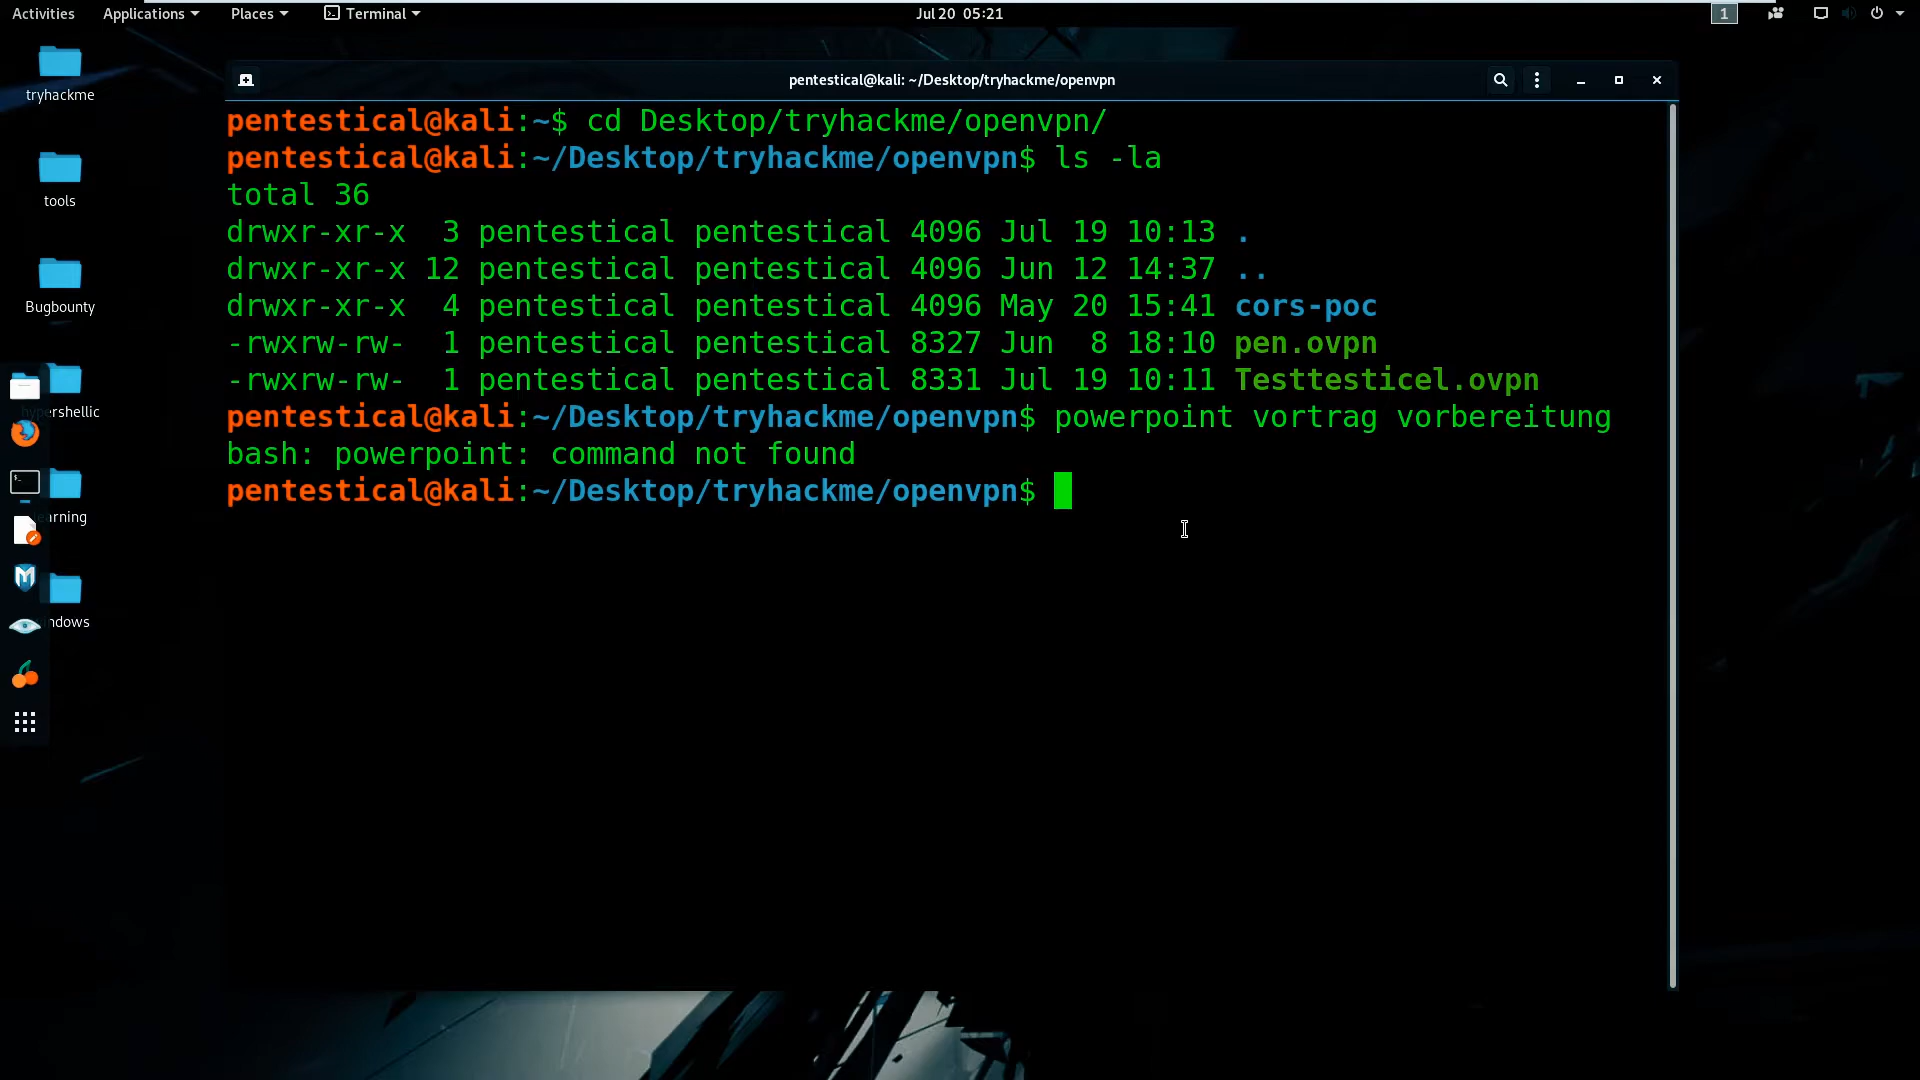 Activities Applications Places Terminal Jul 20 05:21 1
tryhackme
tools
Bugbounty
hypershellic
arning
ndows
pentestical@kali: ~/Desktop/tryhackme/openvpn
pentestical@kali:~$ cd Desktop/tryhackme/openvpn/
pentestical@kali:~/Desktop/tryhackme/openvpn$ ls -la
total 36
drwxr-xr-x  3 pentestical pentestical 4096 Jul 19 10:13 .
drwxr-xr-x 12 pentestical pentestical 4096 Jun 12 14:37 ..
drwxr-xr-x  4 pentestical pentestical 4096 May 20 15:41 cors-poc
-rwxrw-rw-  1 pentestical pentestical 8327 Jun  8 18:10 pen.ovpn
-rwxrw-rw-  1 pentestical pentestical 8331 Jul 19 10:11 Testtesticel.ovpn
pentestical@kali:~/Desktop/tryhackme/openvpn$ powerpoint vortrag vorbereitung
bash: powerpoint: command not found
pentestical@kali:~/Desktop/tryhackme/openvpn$